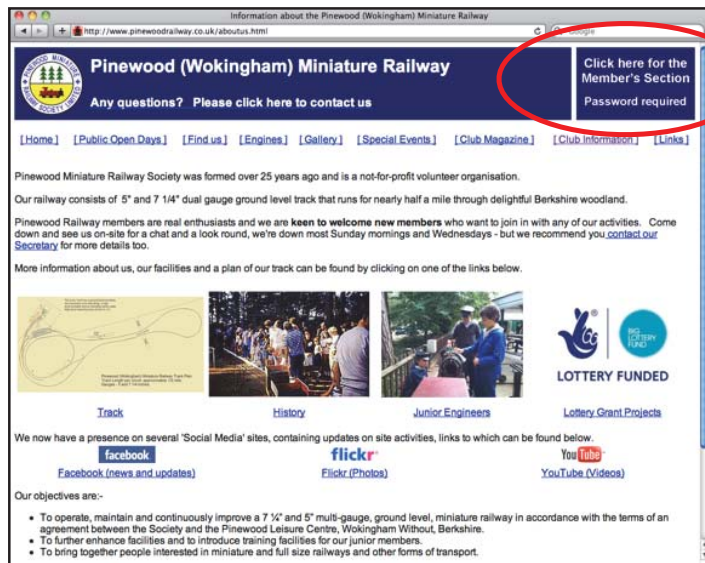 Information about the Pinewood (Wokingham) Miniature Railway
http://www.pinewoodrailway.co.uk/aboutus.html
Google
PINEWOOD MINIATURE
RAILWAY SOCIETY LIMITED
Pinewood (Wokingham) Miniature Railway
Any questions? Please click here to contact us
Click here for the
Member's Section
Password required
[Home] [Public Open Days] [Find us] [Engines] [Gallery] [Special Events] [Club Magazine] [Club Information] [Links]
Pinewood Miniature Railway Society was formed over 25 years ago and is a not-for-profit volunteer organisation.
Our railway consists of 5" and 7 1/4" dual gauge ground level track that runs for nearly half a mile through delightful Berkshire woodland.
Pinewood Railway members are real enthusiasts and we are keen to welcome new members who want to join in with any of our activities. Come
down and see us on-site for a chat and a look round, we're down most Sunday mornings and Wednesdays - but we recommend you contact our
Secretary for more details too.
More information about us, our facilities and a plan of our track can be found by clicking on one of the links below.
Pinewood (Wokingham) Miniature Railway Track Plan
BIG
LOTTERY
FUND
LOTTERY FUNDED
Track History Junior Engineers Lottery Grant Projects
We now have a presence on several 'Social Media' sites, containing updates on site activities, links to which can be found below.
facebook flickr YouTube
Facebook (news and updates) Flickr (Photos) YouTube (Videos)
Our objectives are:-
• To operate, maintain and continuously improve a 7 ¼" and 5" multi-gauge, ground level, miniature railway in accordance with the terms of an
agreement between the Society and the Pinewood Leisure Centre, Wokingham Without, Berkshire.
• To further enhance facilities and to introduce training facilities for our junior members.
• To bring together people interested in miniature and full size railways and other forms of transport.